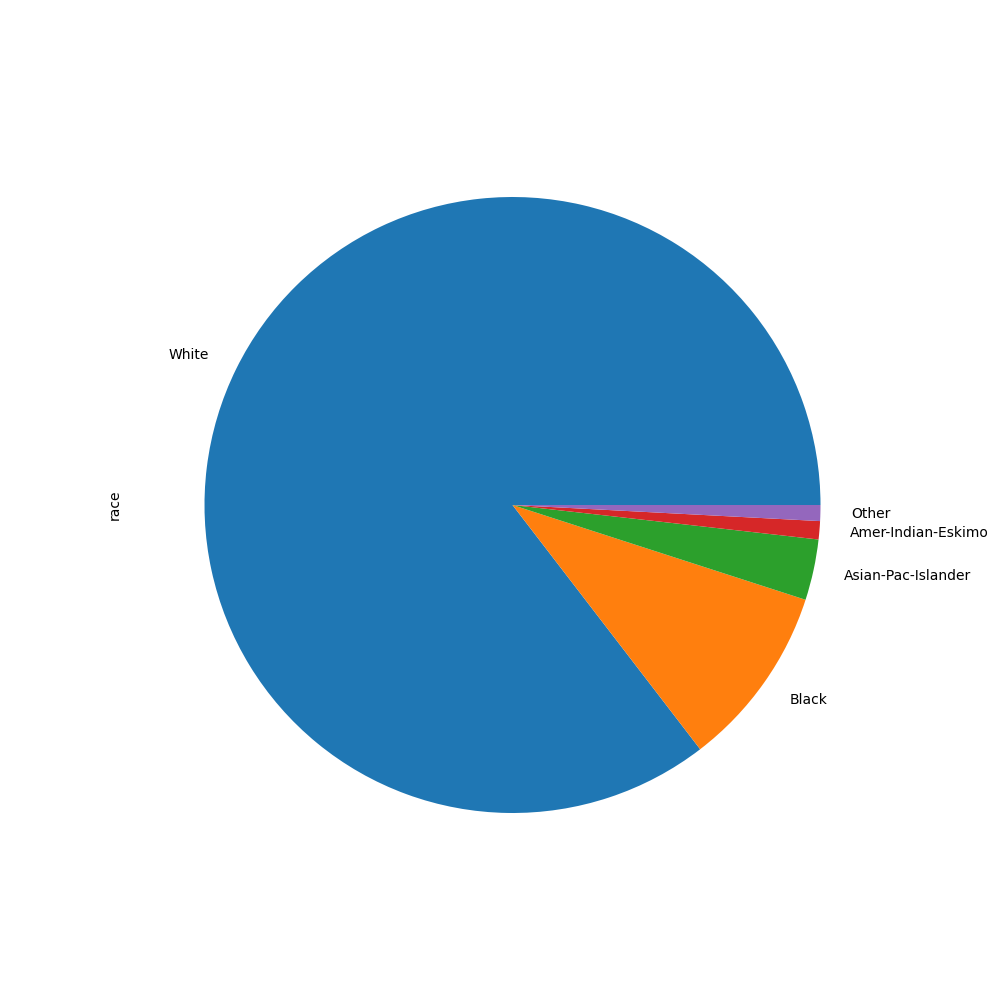 White
race
Other
Amer-Indian-Eskimo
Asian-Pac-Islander
Black